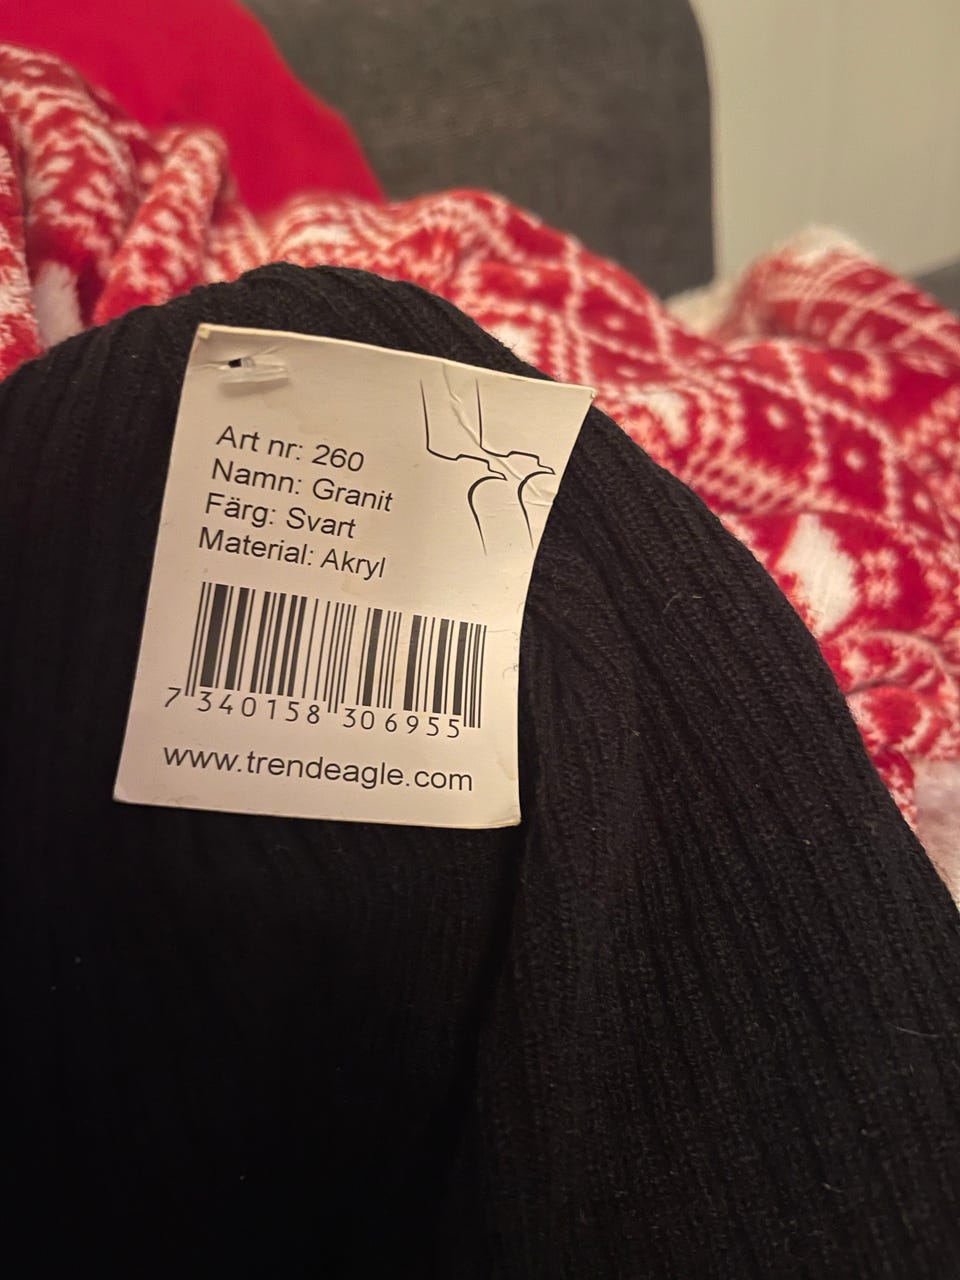 Art nr: 260
Namn: Granit
Färg: Svart
Material: Akryl
7 340158 306955
www.trendeagle.com